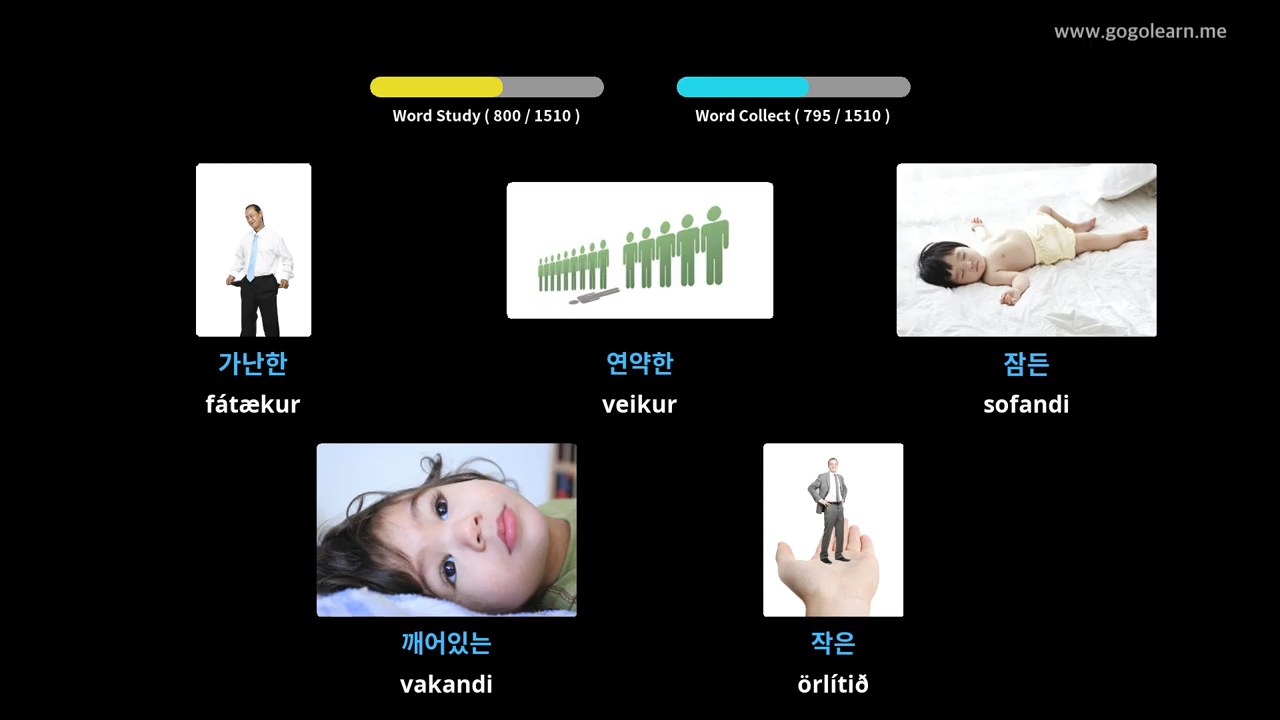 www.gogolearn.me
Word Study ( 800 / 1510 )
Word Collect ( 795 / 1510 )
가난한
fátækur
연약한
veikur
잠든
sofandi
깨어있는
vakandi
작은
örlítið